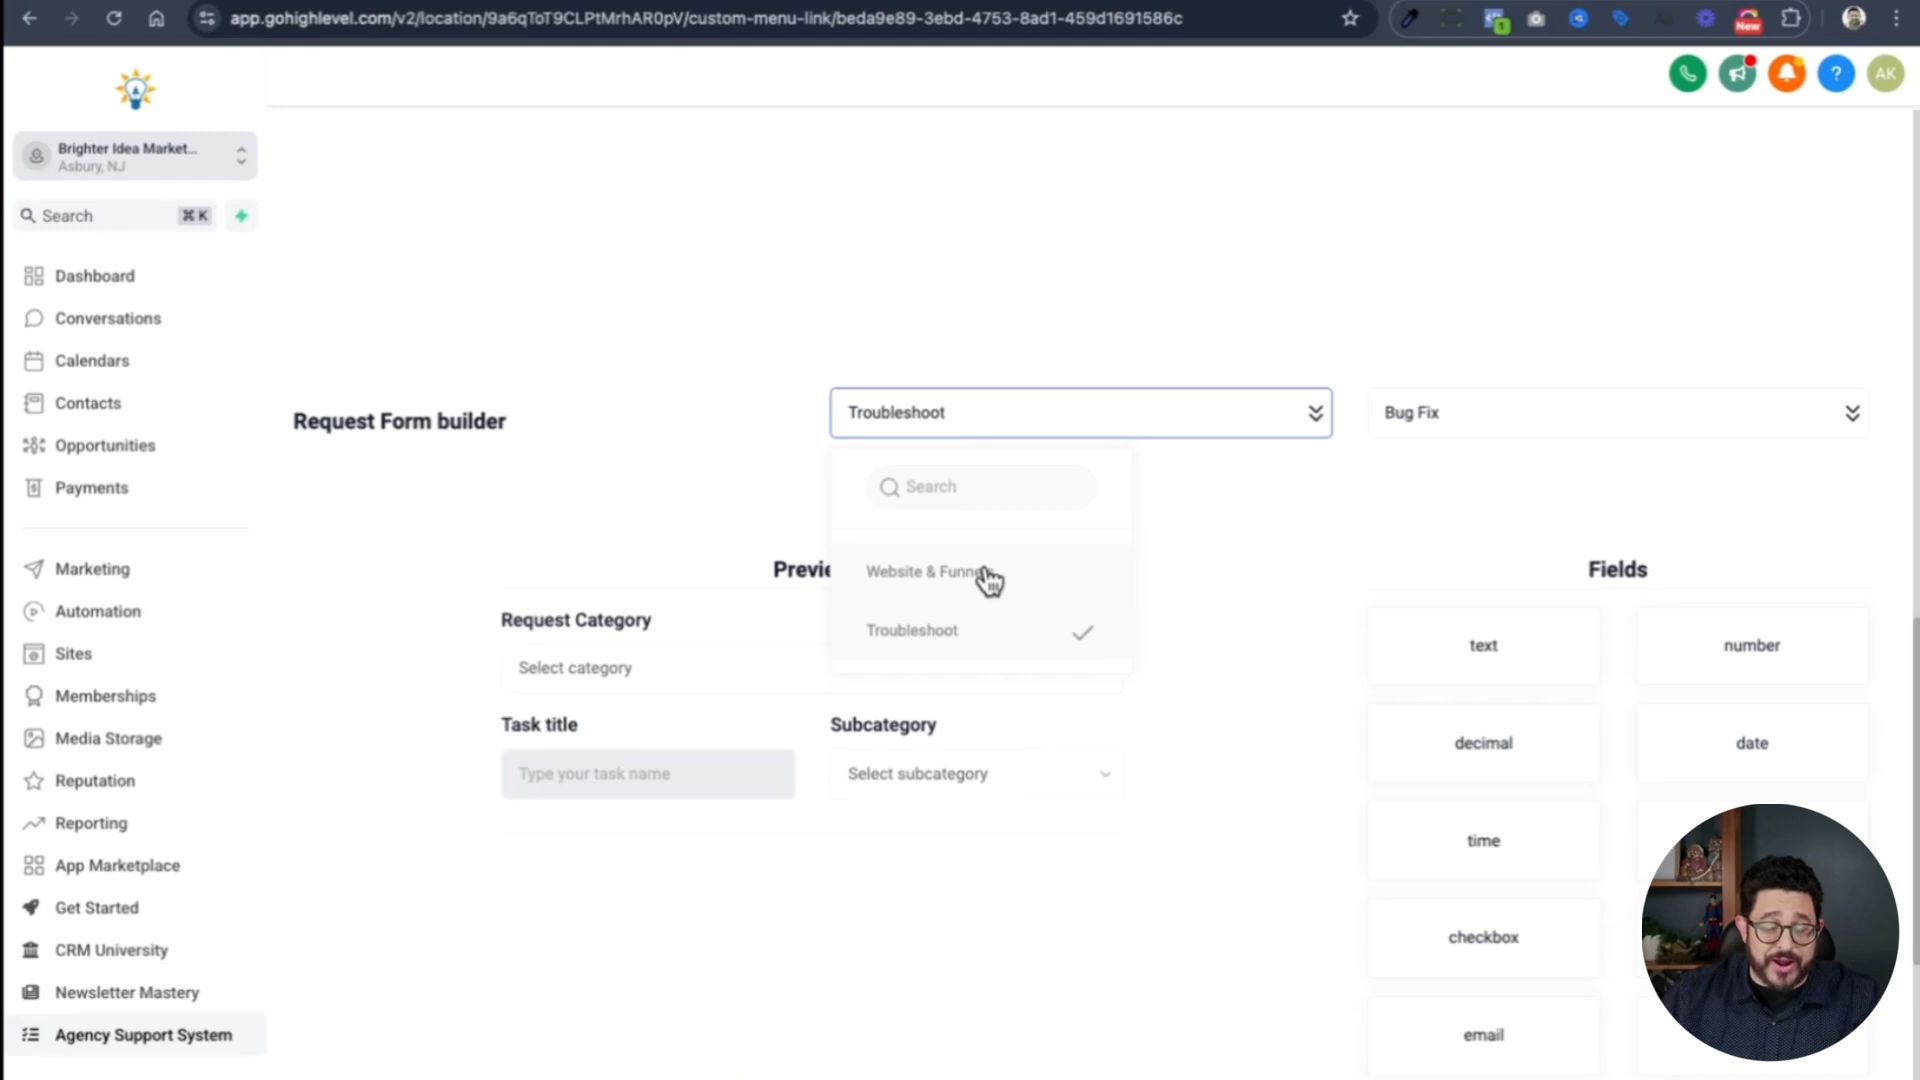 app.gohighlevel.com/v2/location/9a6qToT9CLPtMrhAR0pV/custom-menu-link/beda9e89-3ebd-4753-8ad1-459d1691586c
1
New
AK
Brighter Idea Market...
Asbury, NJ
Search
⌘ K
Dashboard
Conversations
Calendars
Contacts
Opportunities
Payments
Marketing
Automation
Sites
Memberships
Media Storage
Reputation
Reporting
App Marketplace
Get Started
CRM University
Newsletter Mastery
Agency Support System
Request Form builder
Troubleshoot
Bug Fix
Search
Website &
Troubleshoot
Request Category
Select category
Task title
Subcategory
Type your task name
Select subcategory
Fields
text
number
decimal
date
time
checkbox
email